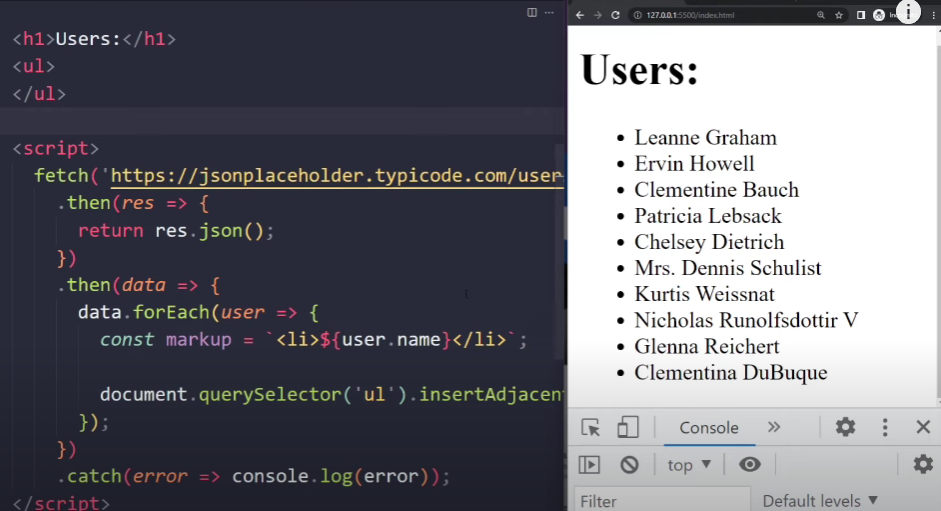 <h1>Users:</h1>
<ul>
</ul>
<script>
fetch('https://jsonplaceholder.typicode.com/user
.then(res => {
return res.json();
})
.then(data => {
data.forEach(user => {
const markup = `<li>${user.name}</li>`;
document.querySelector('ul').insertAdjacen
});
})
.catch(error => console.log(error));
</script>
127.0.0.1:5500/index.html
Users:
• Leanne Graham
• Ervin Howell
• Clementine Bauch
• Patricia Lebsack
• Chelsey Dietrich
• Mrs. Dennis Schulist
• Kurtis Weissnat
• Nicholas Runolfsdottir V
• Glenna Reichert
• Clementina DuBuque
Console
top
Filter
Default levels